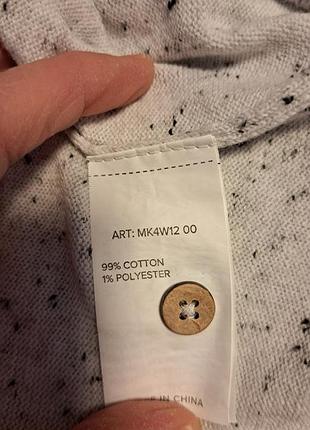 ART: MK4W12 00
99% COTTON
1% POLYESTER
IN CHINA